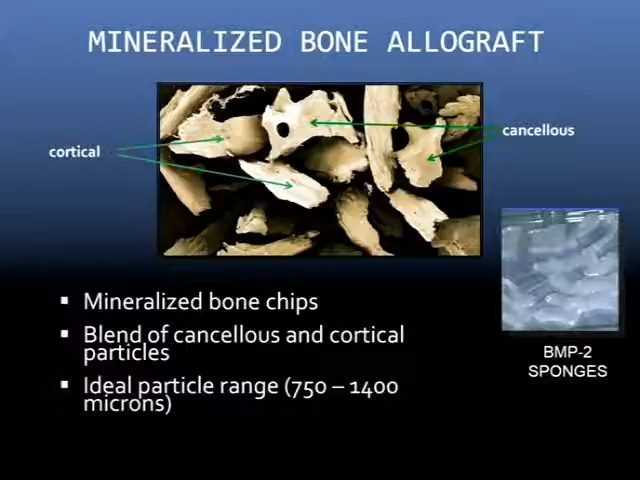 MINERALIZED BONE ALLOGRAFT
cortical
cancellous
▪ Mineralized bone chips
▪ Blend of cancellous and cortical
particles
▪ Ideal particle range (750 – 1400
microns)
BMP-2
SPONGES